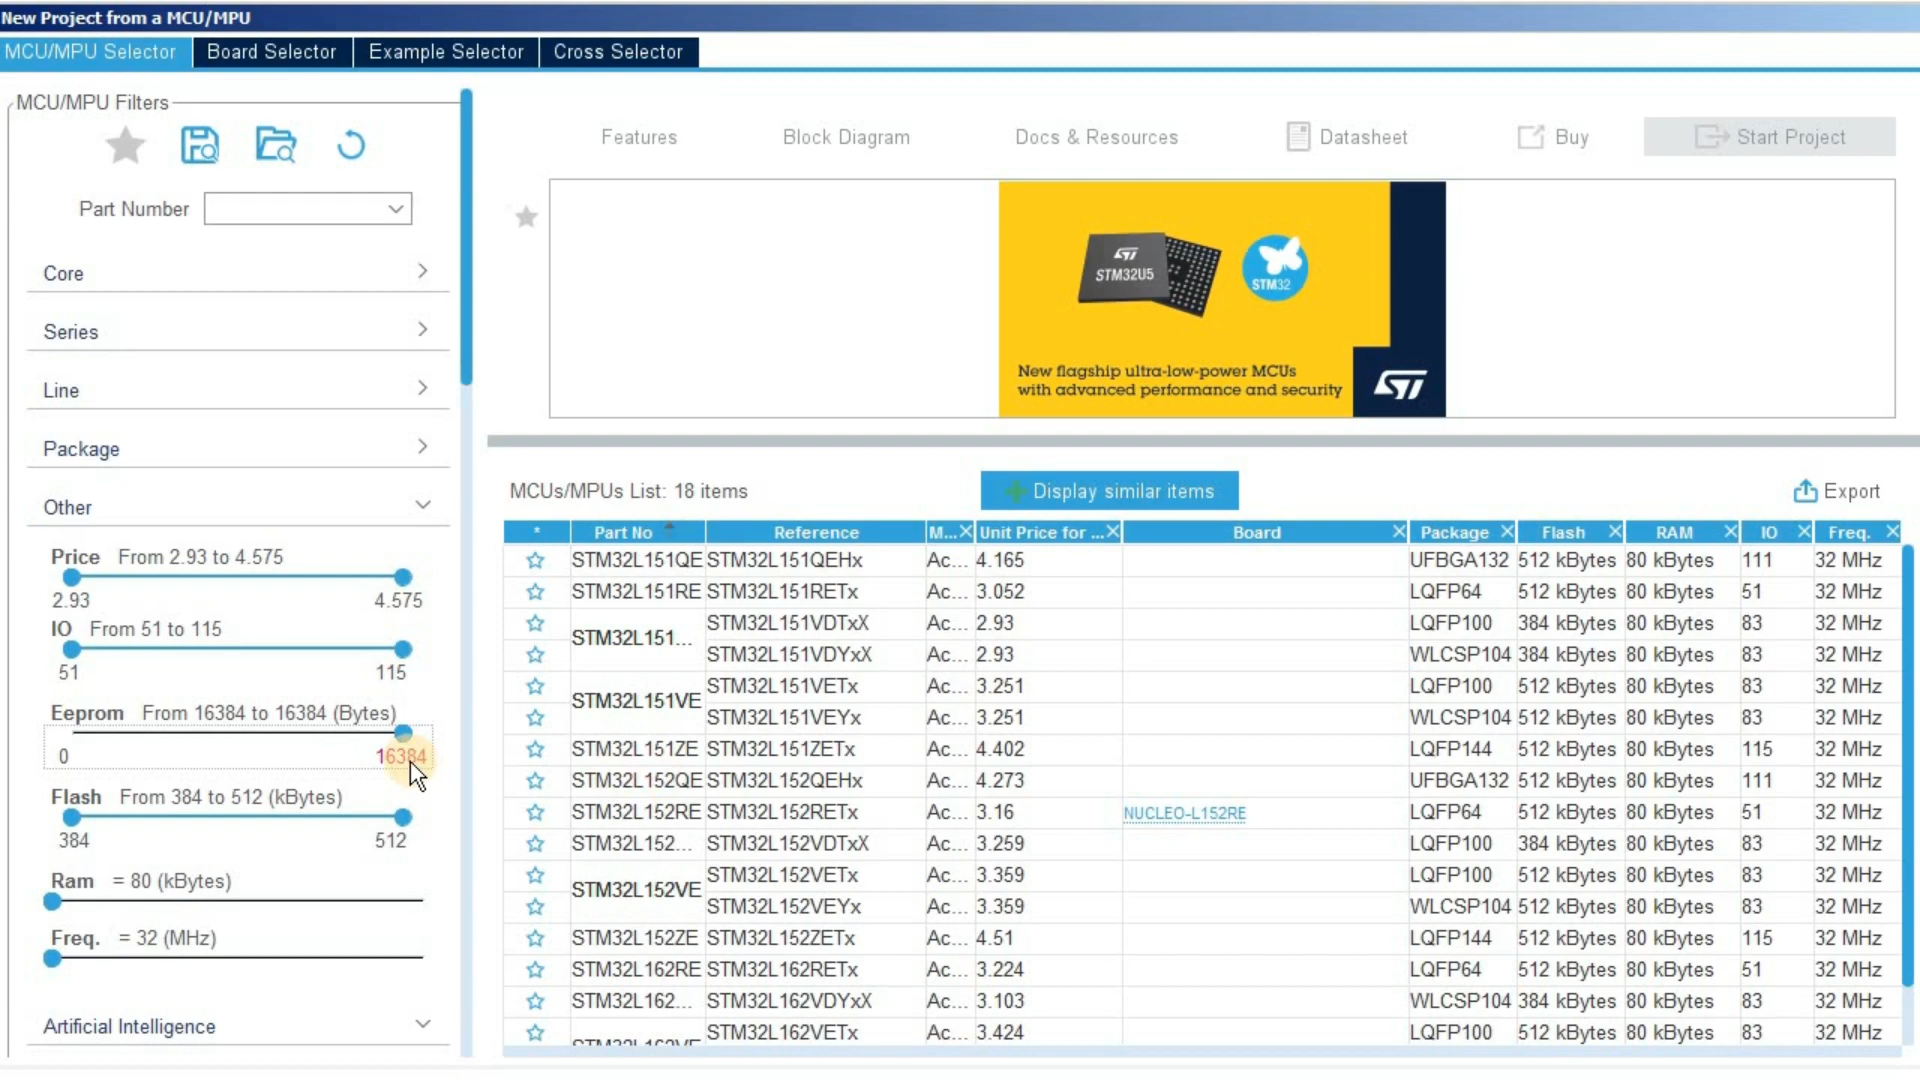 New Project from a MCU/MPU
MCU/MPU Selector Board Selector Example Selector Cross Selector
MCU/MPU Filters
Part Number
Core
Series
Line
Package
Other
Price From 2.93 to 4.575
2.93 4.575
IO From 51 to 115
51 115
Eeprom From 16384 to 16384 (Bytes)
0 16384
Flash From 384 to 512 (kBytes)
384 512
Ram = 80 (kBytes)
Freq. = 32 (MHz)
Artificial Intelligence
Features Block Diagram Docs & Resources Datasheet Buy Start Project
STM32U5
STM32
New flagship ultra-low-power MCUs
with advanced performance and security
ST
MCUs/MPUs List: 18 items + Display similar items Export
* Part No Reference M... Unit Price for ... Board Package Flash RAM IO Freq.
STM32L151QE STM32L151QEHx Ac... 4.165 UFBGA132 512 kBytes 80 kBytes 111 32 MHz
STM32L151RE STM32L151RETx Ac... 3.052 LQFP64 512 kBytes 80 kBytes 51 32 MHz
STM32L151... STM32L151VDTxX Ac... 2.93 LQFP100 384 kBytes 80 kBytes 83 32 MHz
STM32L151VDYxX Ac... 2.93 WLCSP104 384 kBytes 80 kBytes 83 32 MHz
STM32L151VE STM32L151VETx Ac... 3.251 LQFP100 512 kBytes 80 kBytes 83 32 MHz
STM32L151VEYx Ac... 3.251 WLCSP104 512 kBytes 80 kBytes 83 32 MHz
STM32L151ZE STM32L151ZETx Ac... 4.402 LQFP144 512 kBytes 80 kBytes 115 32 MHz
STM32L152QE STM32L152QEHx Ac... 4.273 UFBGA132 512 kBytes 80 kBytes 111 32 MHz
STM32L152RE STM32L152RETx Ac... 3.16 NUCLEO-L152RE LQFP64 512 kBytes 80 kBytes 51 32 MHz
STM32L152... STM32L152VDTxX Ac... 3.259 LQFP100 384 kBytes 80 kBytes 83 32 MHz
STM32L152VE STM32L152VETx Ac... 3.359 LQFP100 512 kBytes 80 kBytes 83 32 MHz
STM32L152VEYx Ac... 3.359 WLCSP104 512 kBytes 80 kBytes 83 32 MHz
STM32L152ZE STM32L152ZETx Ac... 4.51 LQFP144 512 kBytes 80 kBytes 115 32 MHz
STM32L162RE STM32L162RETx Ac... 3.224 LQFP64 512 kBytes 80 kBytes 51 32 MHz
STM32L162... STM32L162VDYxX Ac... 3.103 WLCSP104 384 kBytes 80 kBytes 83 32 MHz
STM32L162VE STM32L162VETx Ac... 3.424 LQFP100 512 kBytes 80 kBytes 83 32 MHz